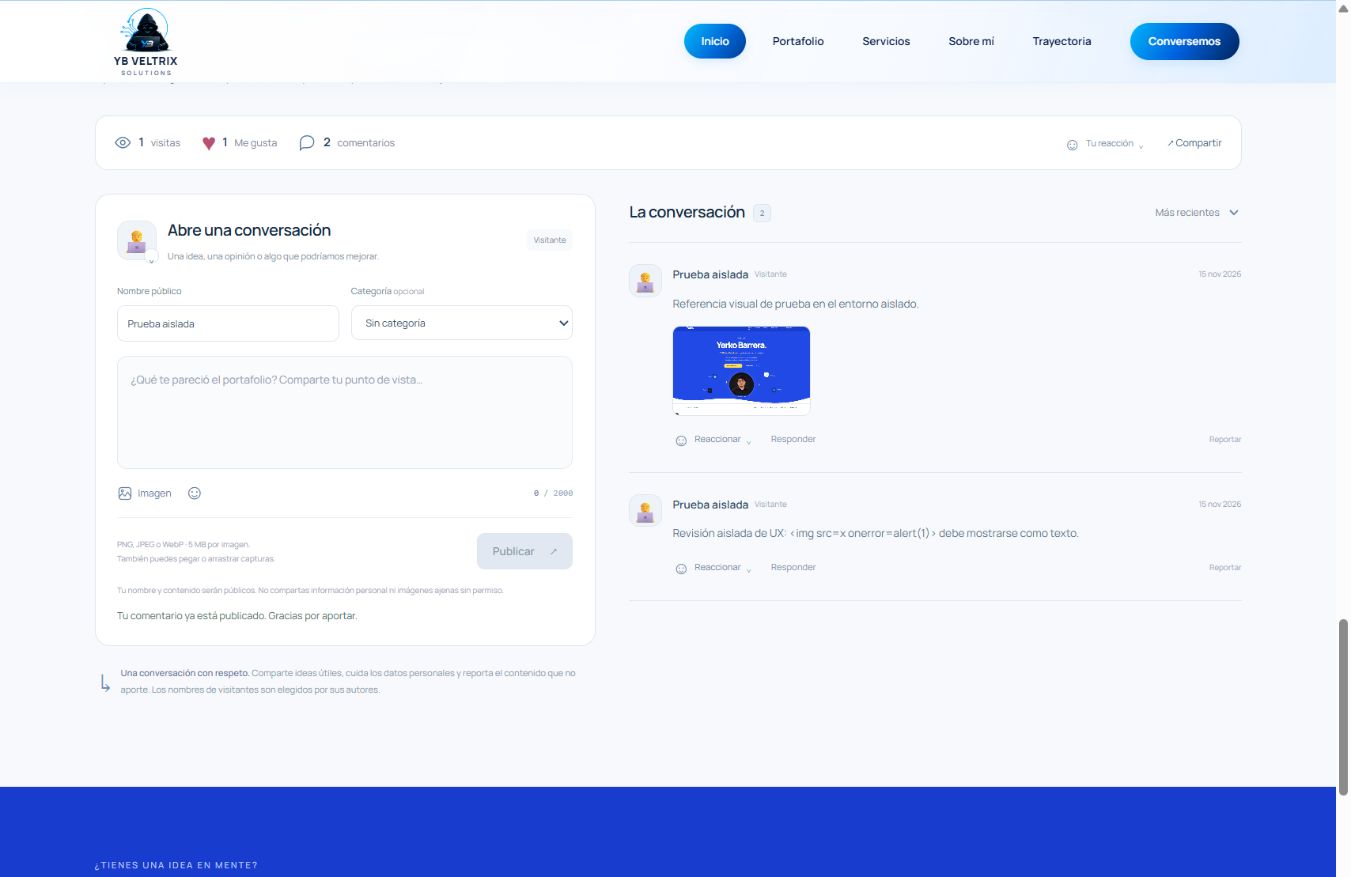 YB VELTRIX
SOLUTIONS
Inicio
Portafolio
Servicios
Sobre mí
Trayectoria
Conversemos
1 visitas
1 Me gusta
2 comentarios
Tu reacción
Compartir
Abre una conversación
Una idea, una opinión o algo que podríamos mejorar.
Visitante
Nombre público
Categoría opcional
Prueba aislada
Sin categoría
¿Qué te pareció el portafolio? Comparte tu punto de vista…
Imagen
0 / 2000
PNG, JPEG o WebP · 5 MB por imagen.
También puedes pegar o arrastrar capturas.
Publicar
Tu nombre y contenido serán públicos. No compartas información personal ni imágenes ajenas sin permiso.
Tu comentario ya está publicado. Gracias por aportar.
Una conversación con respeto. Comparte ideas útiles, cuida los datos personales y reporta el contenido que no
aporte. Los nombres de visitantes son elegidos por sus autores.
La conversación 2
Más recientes
Prueba aislada Visitante
15 nov 2026
Referencia visual de prueba en el entorno aislado.
Yerko Barrera.
Reaccionar
Responder
Reportar
Prueba aislada Visitante
15 nov 2026
Revisión aislada de UX: <img src=x onerror=alert(1)> debe mostrarse como texto.
Reaccionar
Responder
Reportar
¿TIENES UNA IDEA EN MENTE?